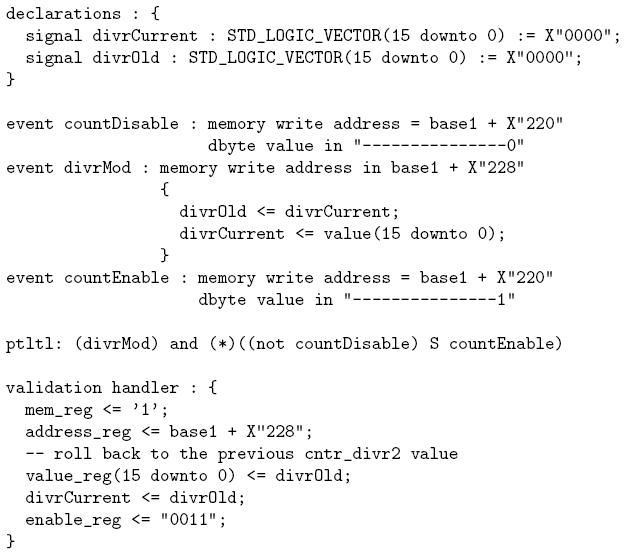 declarations : {
  signal divrCurrent : STD_LOGIC_VECTOR(15 downto 0) := X"0000";
  signal divrOld : STD_LOGIC_VECTOR(15 downto 0) := X"0000";
}
event countDisable : memory write address = base1 + X"220"
                     dbyte value in "---------------0"
event divrMod : memory write address in base1 + X"228"
                {
                  divrOld <= divrCurrent;
                  divrCurrent <= value(15 downto 0);
                }
event countEnable : memory write address = base1 + X"220"
                    dbyte value in "---------------1"
ptltl: (divrMod) and (*)((not countDisable) S countEnable)
validation handler : {
  mem_reg <= '1';
  address_reg <= base1 + X"228";
  -- roll back to the previous cntr_divr2 value
  value_reg(15 downto 0) <= divrOld;
  divrCurrent <= divrOld;
  enable_reg <= "0011";
}